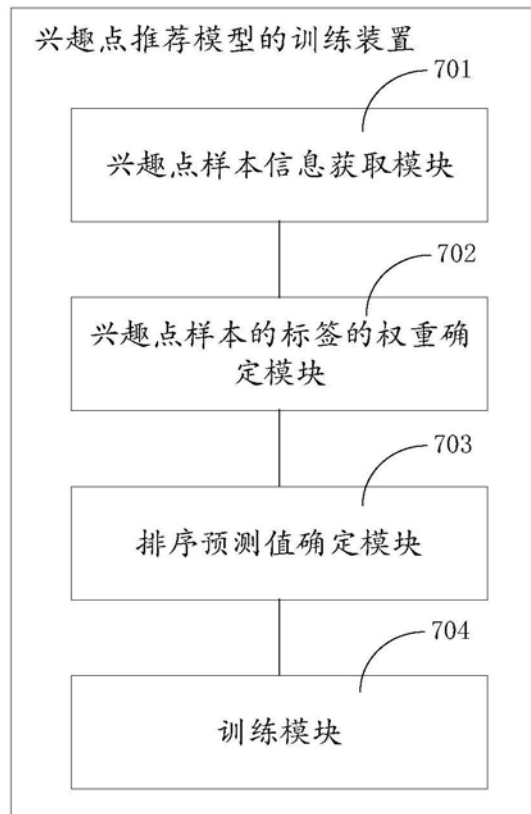 兴趣点推荐模型的训练装置
701
兴趣点样本信息获取模块
702
兴趣点样本的标签的权重确
定模块
703
排序预测值确定模块
704
训练模块